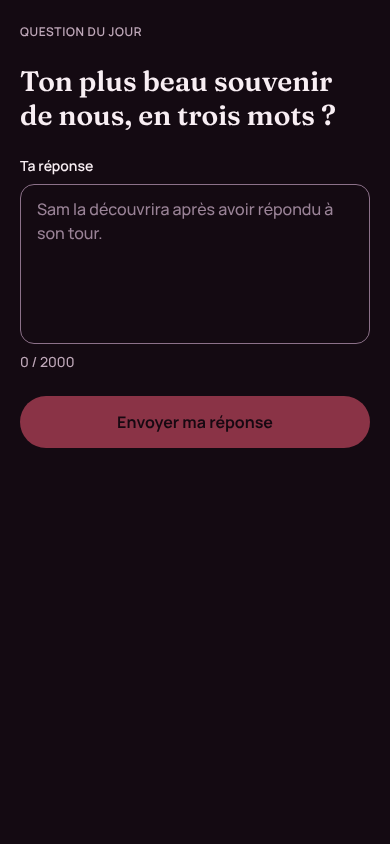 QUESTION DU JOUR
Ton plus beau souvenir
de nous, en trois mots ?
Ta réponse
Sam la découvrira après avoir répondu à
son tour.
0 / 2000
Envoyer ma réponse